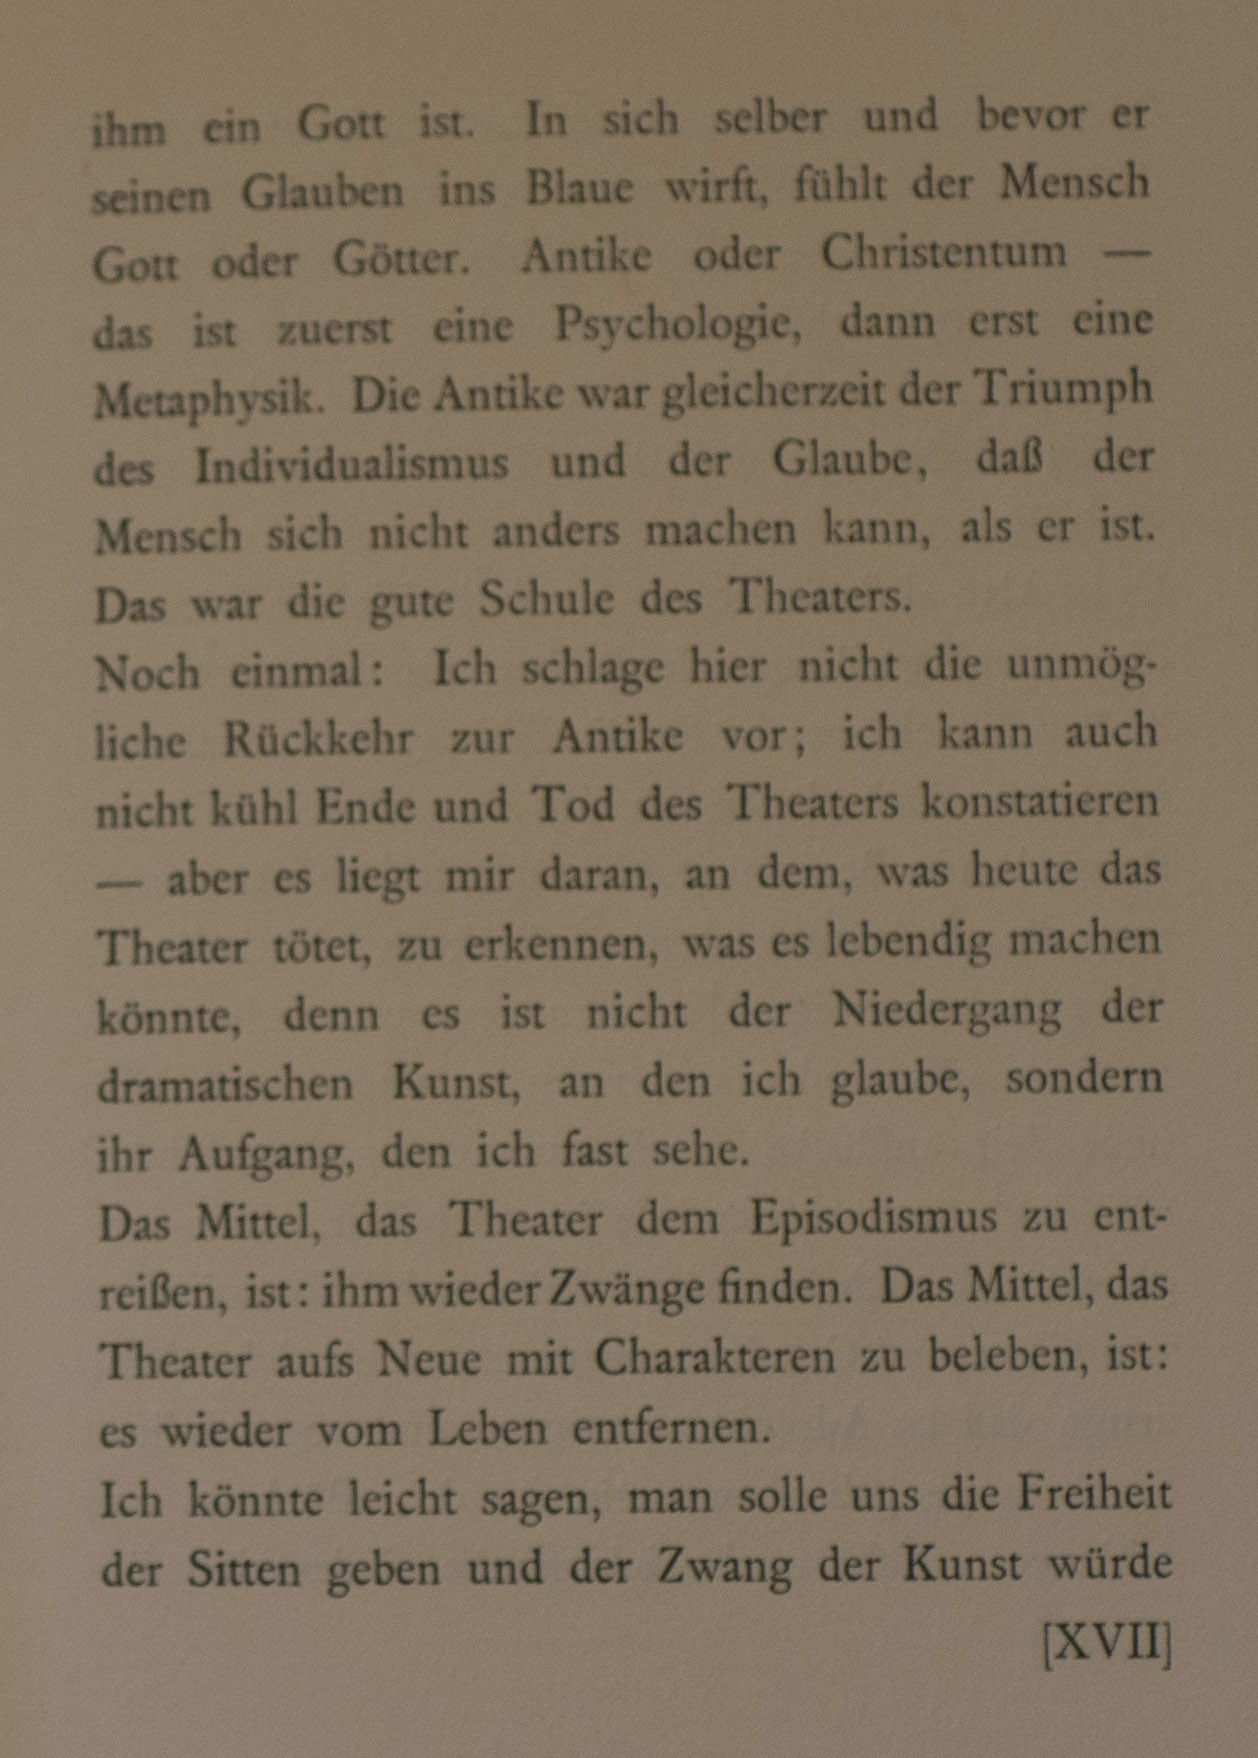 ihm ein Gott ist. In sich selber und bevor er
seinen Glauben ins Blaue wirft, fühlt der Mensch
Gott oder Götter. Antike oder Christentum —
das ist zuerst eine Psychologie, dann erst eine
Metaphysik. Die Antike war gleicherzeit der Triumph
des Individualismus und der Glaube, daß der
Mensch sich nicht anders machen kann, als er ist.
Das war die gute Schule des Theaters.
Noch einmal: Ich schlage hier nicht die unmög-
liche Rückkehr zur Antike vor; ich kann auch
nicht kühl Ende und Tod des Theaters konstatieren
— aber es liegt mir daran, an dem, was heute das
Theater tötet, zu erkennen, was es lebendig machen
könnte, denn es ist nicht der Niedergang der
dramatischen Kunst, an den ich glaube, sondern
ihr Aufgang, den ich fast sehe.
Das Mittel, das Theater dem Episodismus zu ent-
reißen, ist: ihm wieder Zwänge finden. Das Mittel, das
Theater aufs Neue mit Charakteren zu beleben, ist:
es wieder vom Leben entfernen.
Ich könnte leicht sagen, man solle uns die Freiheit
der Sitten geben und der Zwang der Kunst würde
[XVII]